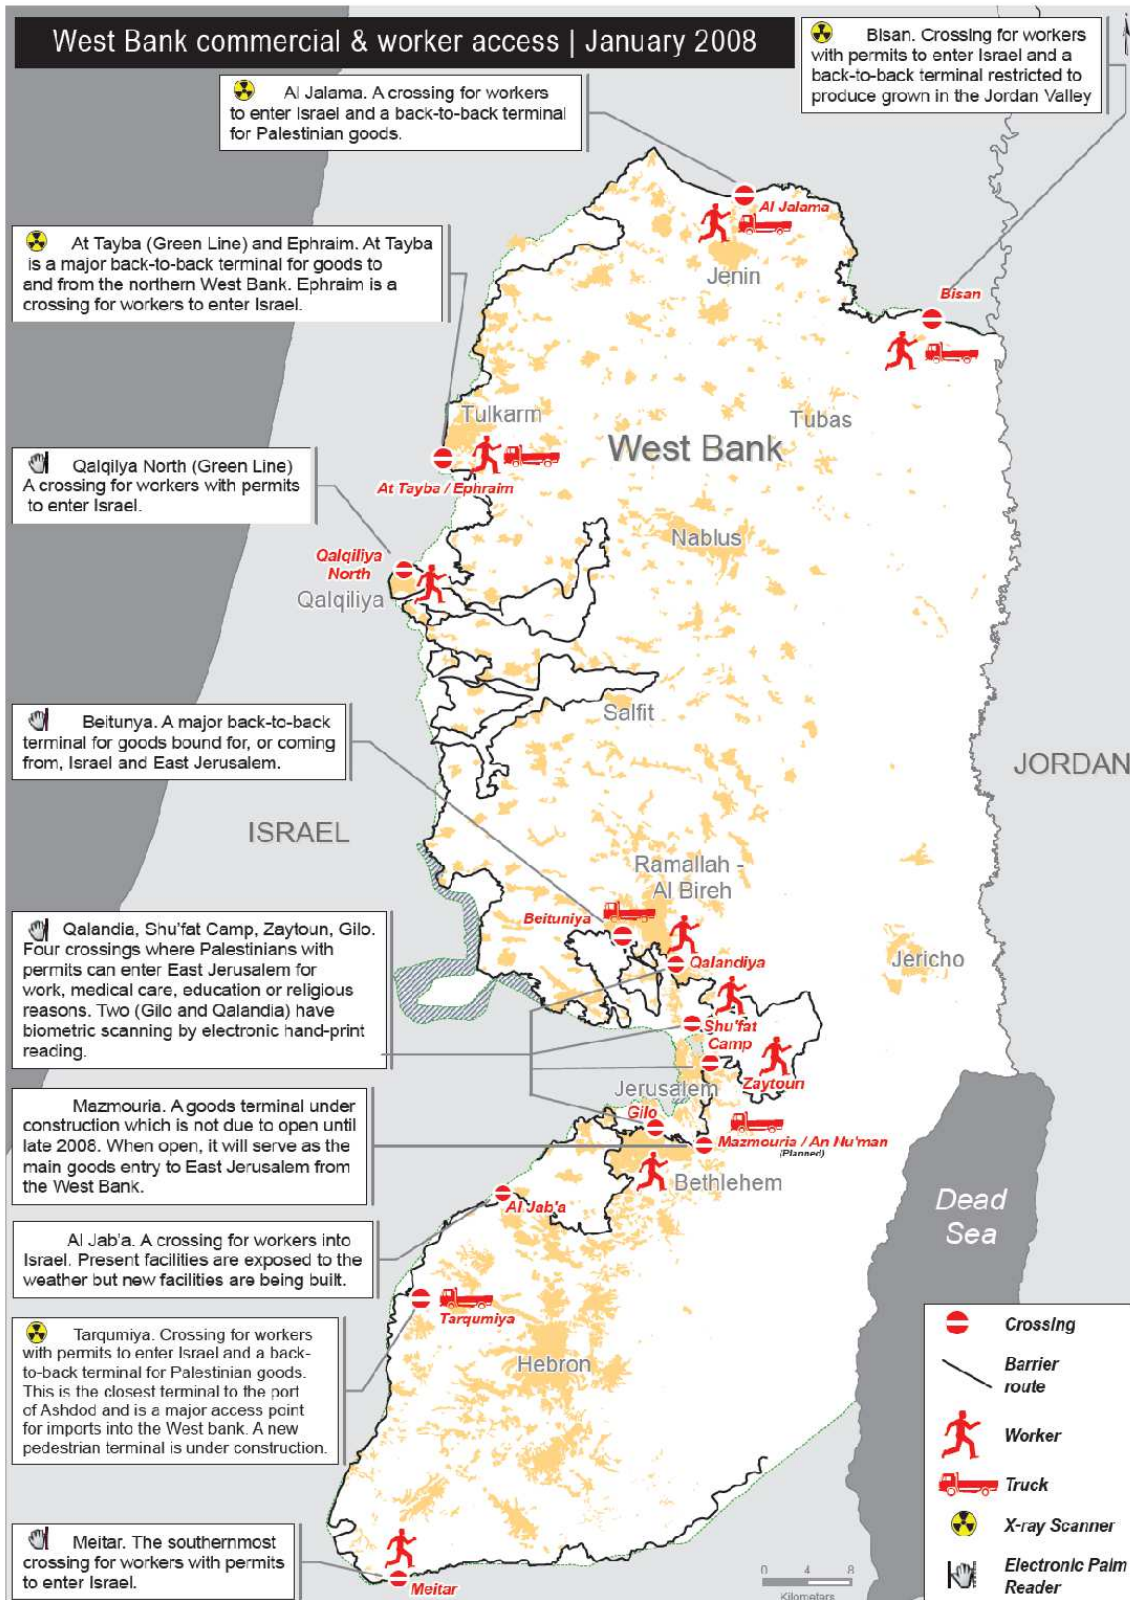 West Bank commercial & worker access | January 2008
Bisan. Crossing for workers
with permits to enter Israel and a
back-to-back terminal restricted to
produce grown in the Jordan Valley
Al Jalama. A crossing for workers
to enter Israel and a back-to-back terminal
for Palestinian goods.
Al Jalama
Jenin
At Tayba (Green Line) and Ephraim. At Tayba
is a major back-to-back terminal for goods to
and from the northern West Bank. Ephraim is a
crossing for workers to enter Israel.
Bisan
Tulkarm
Tubas
West Bank
At Tayba / Ephraim
Qalqilya North (Green Line)
A crossing for workers with permits
to enter Israel.
Nablus
Qalqiliya
North
Qalqiliya
Salfit
Beitunya. A major back-to-back
terminal for goods bound for, or coming
from, Israel and East Jerusalem.
JORDAN
ISRAEL
Ramallah -
Al Bireh
Beituniya
Qalandia, Shu'fat Camp, Zaytoun, Gilo.
Four crossings where Palestinians with
permits can enter East Jerusalem for
work, medical care, education or religious
reasons. Two (Gilo and Qalandia) have
biometric scanning by electronic hand-print
reading.
Qalandiya
Jericho
Shu'fat
Camp
Zaytoun
Jerusalem
Gilo
Mazmouria. A goods terminal under
construction which is not due to open until
late 2008. When open, it will serve as the
main goods entry to East Jerusalem from
the West Bank.
Mazmouria / An Nu'man
(Planned)
Bethlehem
Al Jab'a
Dead
Sea
Al Jab'a. A crossing for workers into
Israel. Present facilities are exposed to the
weather but new facilities are being built.
Tarqumiya
Tarqumiya. Crossing for workers
with permits to enter Israel and a back-
to-back terminal for Palestinian goods.
This is the closest terminal to the port
of Ashdod and is a major access point
for imports into the West bank. A new
pedestrian terminal is under construction.
Hebron
Meitar. The southernmost
crossing for workers with permits
to enter Israel.
Meitar
Crossing
Barrier
route
Worker
Truck
X-ray Scanner
Electronic Palm
Reader
0 4 8
Kilometers